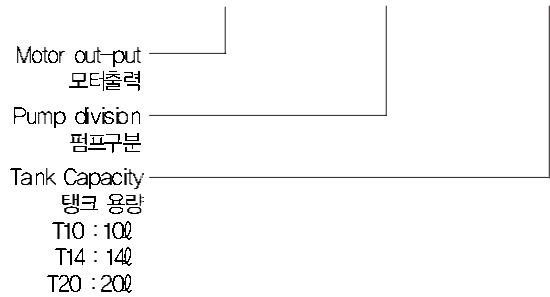 Motor out-put
모터출력
Pump division
펌프구분
Tank Capacity
탱크 용량
T10 : 10ℓ
T14 : 14ℓ
T20 : 20ℓ